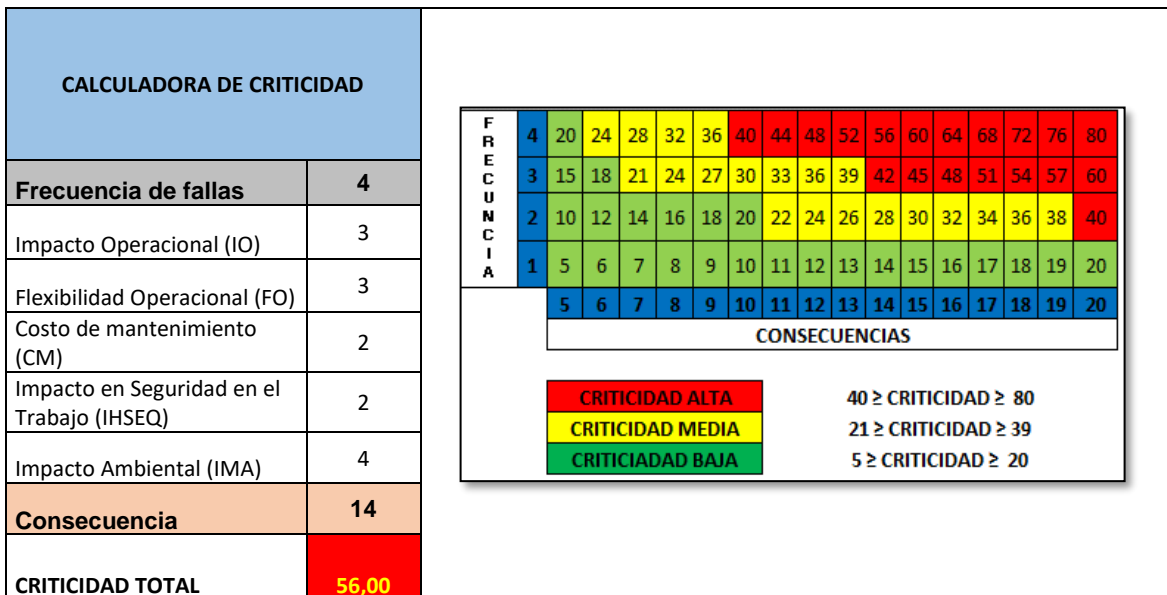 CALCULADORA DE CRITICIDAD
Frecuencia de fallas 4
Impacto Operacional (IO) 3
Flexibilidad Operacional (FO) 3
Costo de mantenimiento
(CM) 2
Impacto en Seguridad en el
Trabajo (IHSEQ) 2
Impacto Ambiental (IMA) 4
Consecuencia 14
CRITICIDAD TOTAL 56,00
FRECUNCIA
4 20 24 28 32 36 40 44 48 52 56 60 64 68 72 76 80
3 15 18 21 24 27 30 33 36 39 42 45 48 51 54 57 60
2 10 12 14 16 18 20 22 24 26 28 30 32 34 36 38 40
1 5 6 7 8 9 10 11 12 13 14 15 16 17 18 19 20
5 6 7 8 9 10 11 12 13 14 15 16 17 18 19 20
CONSECUENCIAS
CRITICIDAD ALTA 40 ≥ CRITICIDAD ≥ 80
CRITICIDAD MEDIA 21 ≥ CRITICIDAD ≥ 39
CRITICIADAD BAJA 5 ≥ CRITICIDAD ≥ 20